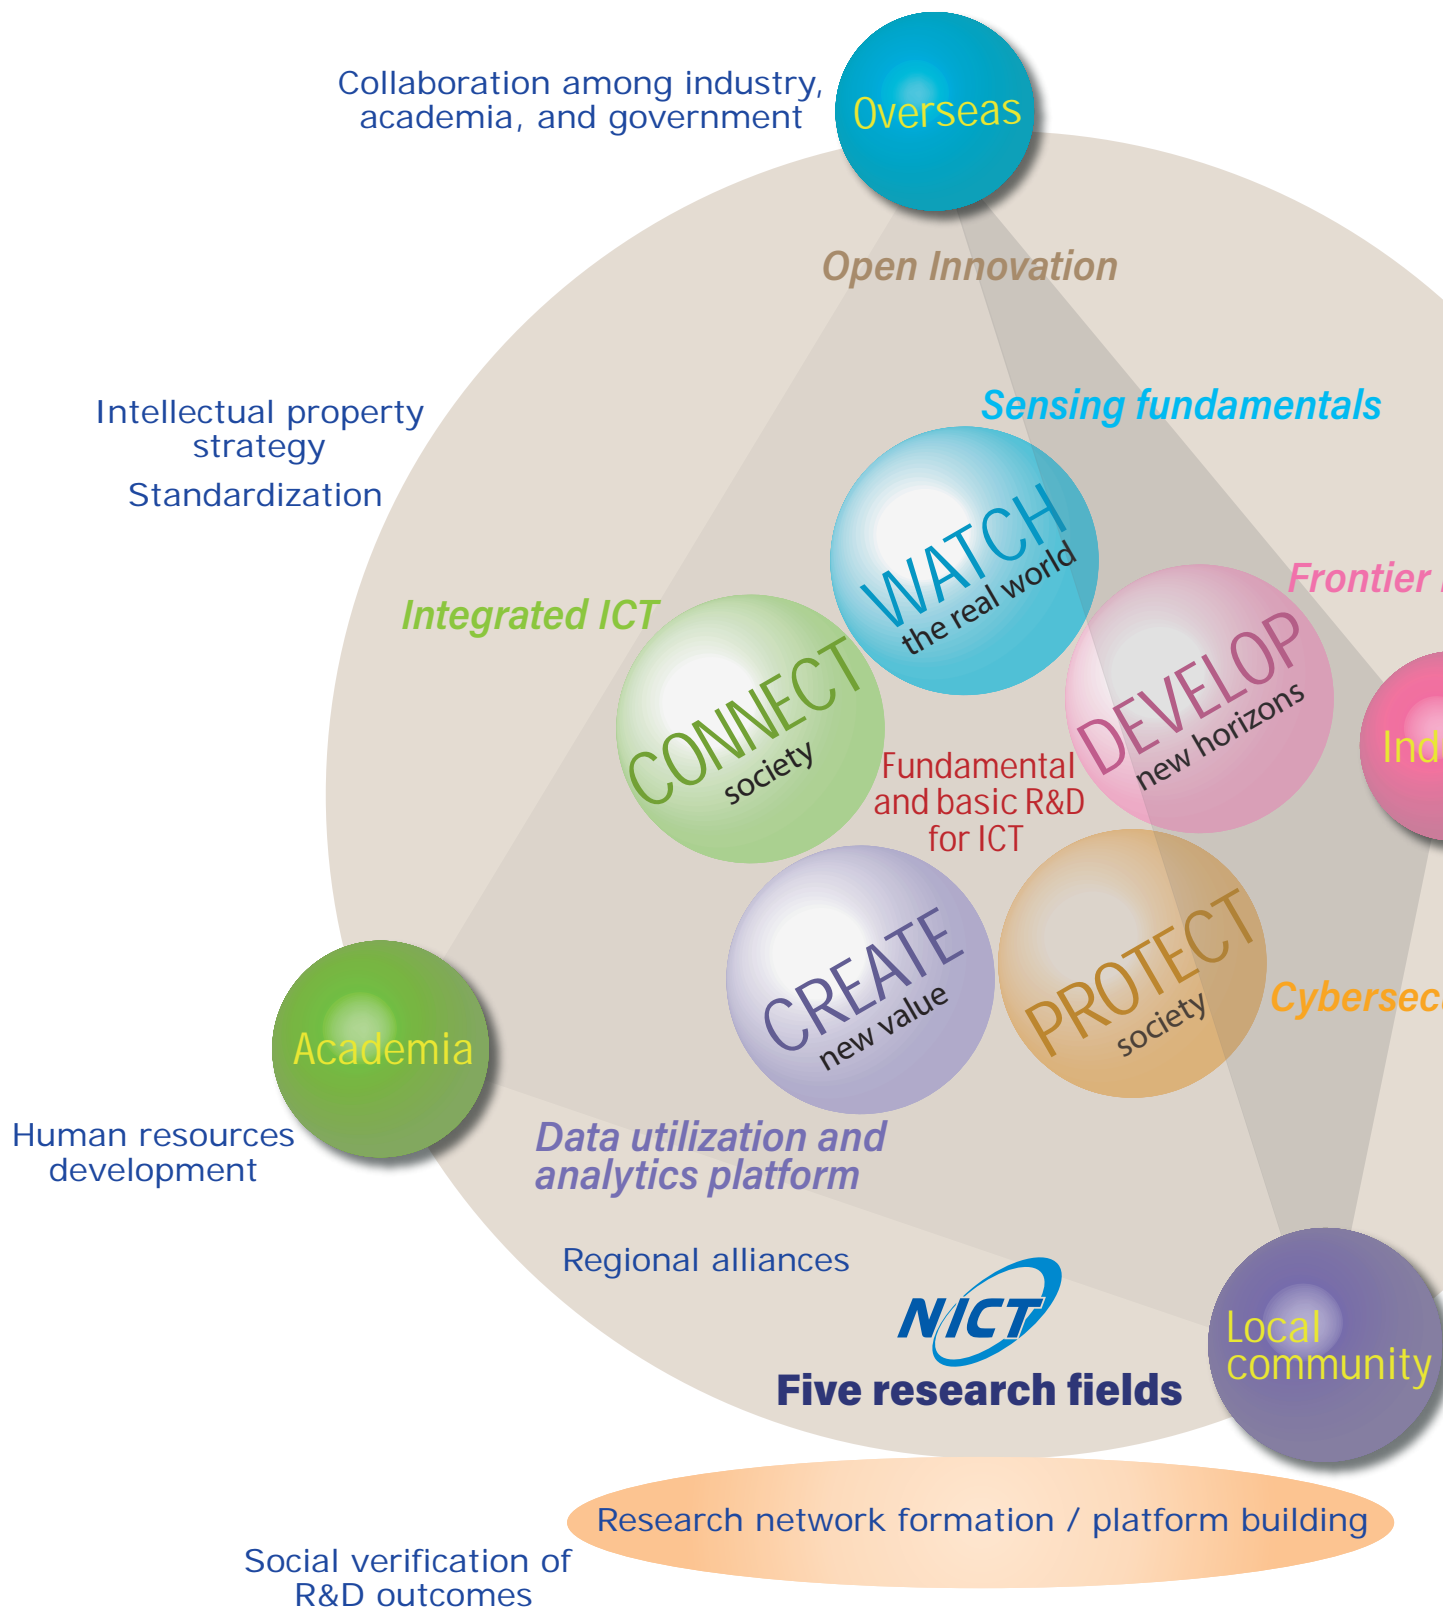 Collaboration among industry,
academia, and government
Overseas
Open Innovation
Sensing fundamentals
Intellectual property
strategy
Standardization
WATCH
the real world
Frontier
Integrated ICT
CONNECT
society
DEVELOP
new horizons
Fundamental
and basic R&D
for ICT
CREATE
new value
PROTECT
society
Academia
Human resources
development
Data utilization and
analytics platform
Regional alliances
NICT
Five research fields
Local
community
Research network formation / platform building
Social verification of
R&D outcomes